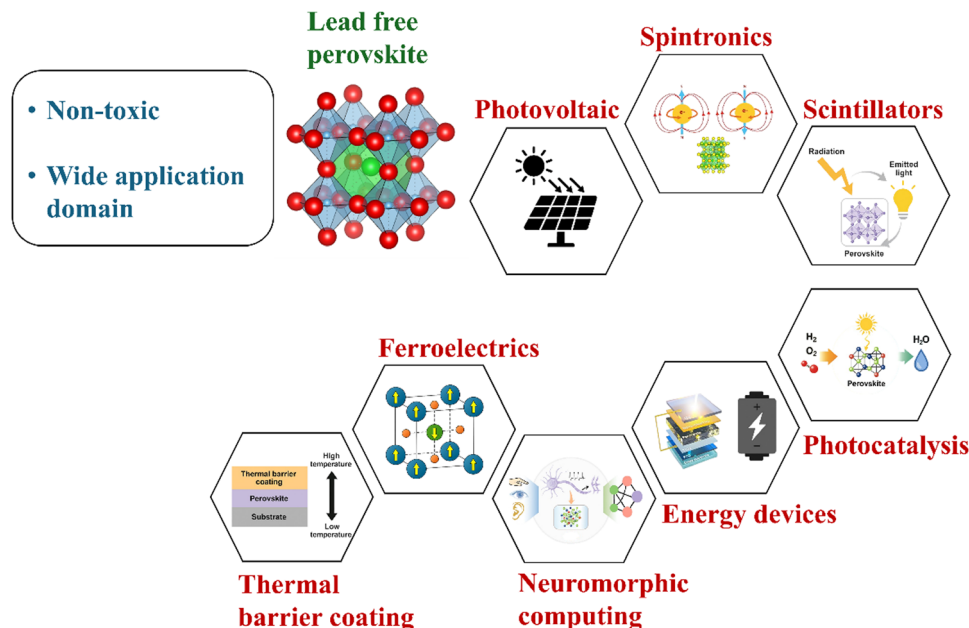 Lead free
perovskite
• Non-toxic
• Wide application
domain
Photovoltaic
Spintronics
Scintillators
Radiation
Emitted
light
Perovskite
H2
O2
H2O
Perovskite
Photocatalysis
Ferroelectrics
Energy devices
Thermal barrier
coating
Perovskite
Substrate
High
temperature
Low
temperature
Thermal
barrier coating
Neuromorphic
computing